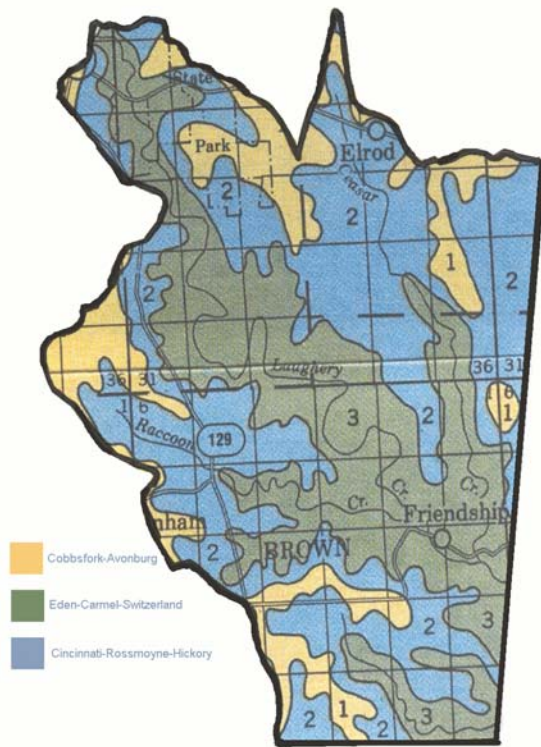 State
Park
Elrod
2
Ceasar
2
1
2
2
36 31
1 6
Laughery
36 31
6
1
Raccoon
129
3
2
Cr.
Cr.
Cr.
nham
Friendship
2
BROWN
Cobbsfork-Avonburg
Eden-Carmel-Switzerland
Cincinnati-Rossmoyne-Hickory
2
3
2
1
2
3